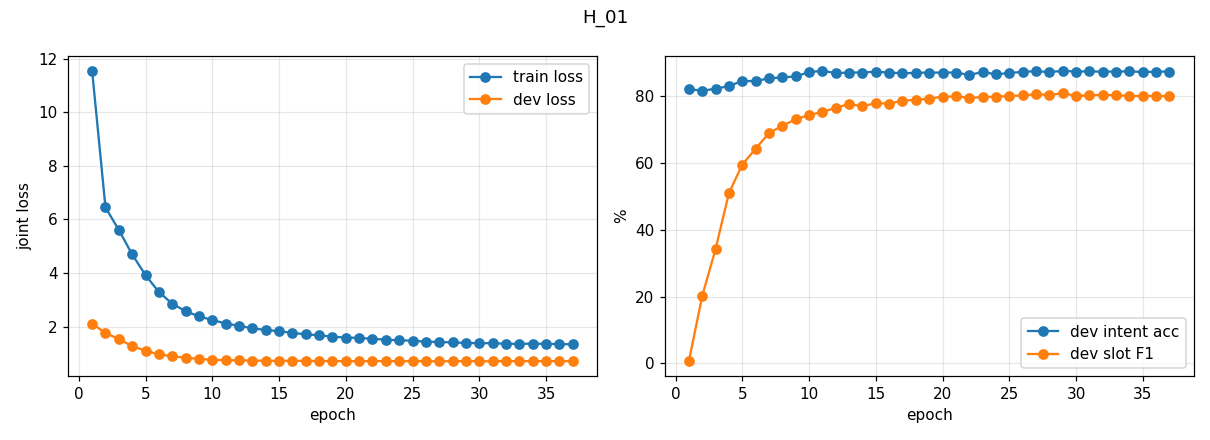 H_01
12
10
8
6
4
2
joint loss
train loss
dev loss
0 5 10 15 20 25 30 35
epoch
80
60
40
20
0
%
dev intent acc
dev slot F1
0 5 10 15 20 25 30 35
epoch